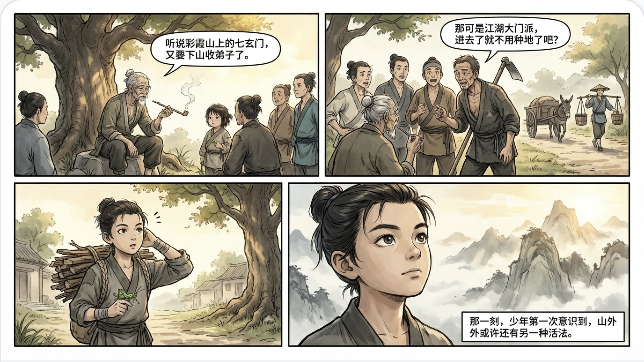 听说彩霞山上的七玄门，
又要下山收弟子了。
那可是江湖大门派，
进去了就不用种地了吧？
那一刻，少年第一次意识到，山外
外或许还有另一种活法。